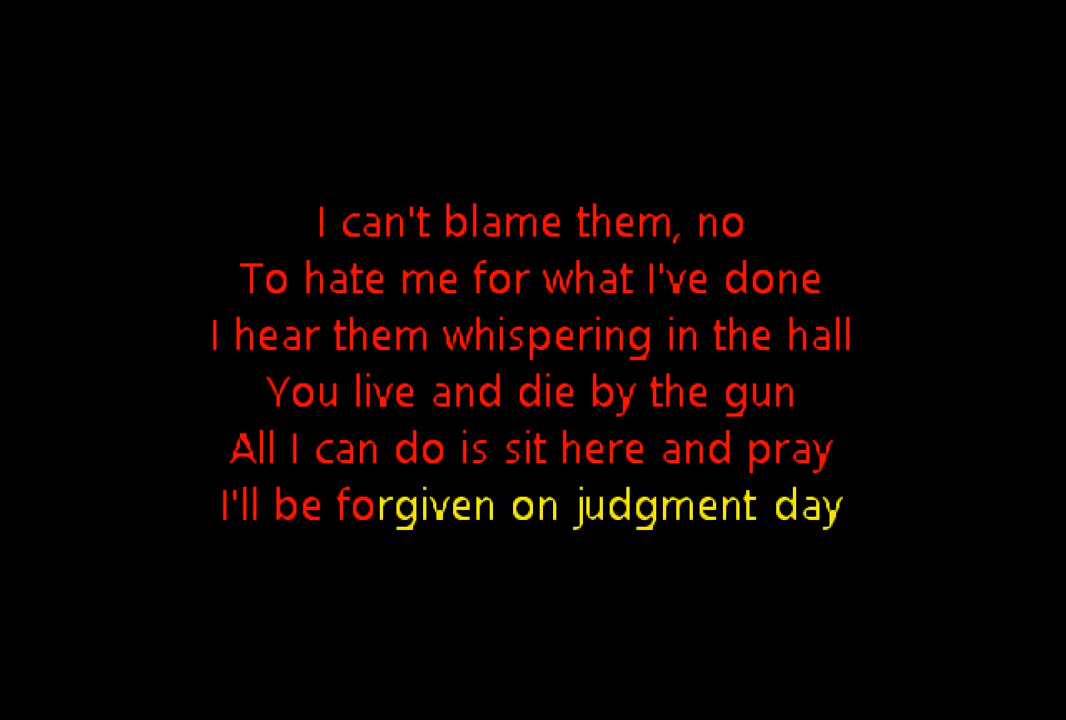 I can't blame them, no
To hate me for what I've done
I hear them whispering in the hall
You live and die by the gun
All I can do is sit here and pray
I'll be forgiven on judgment day